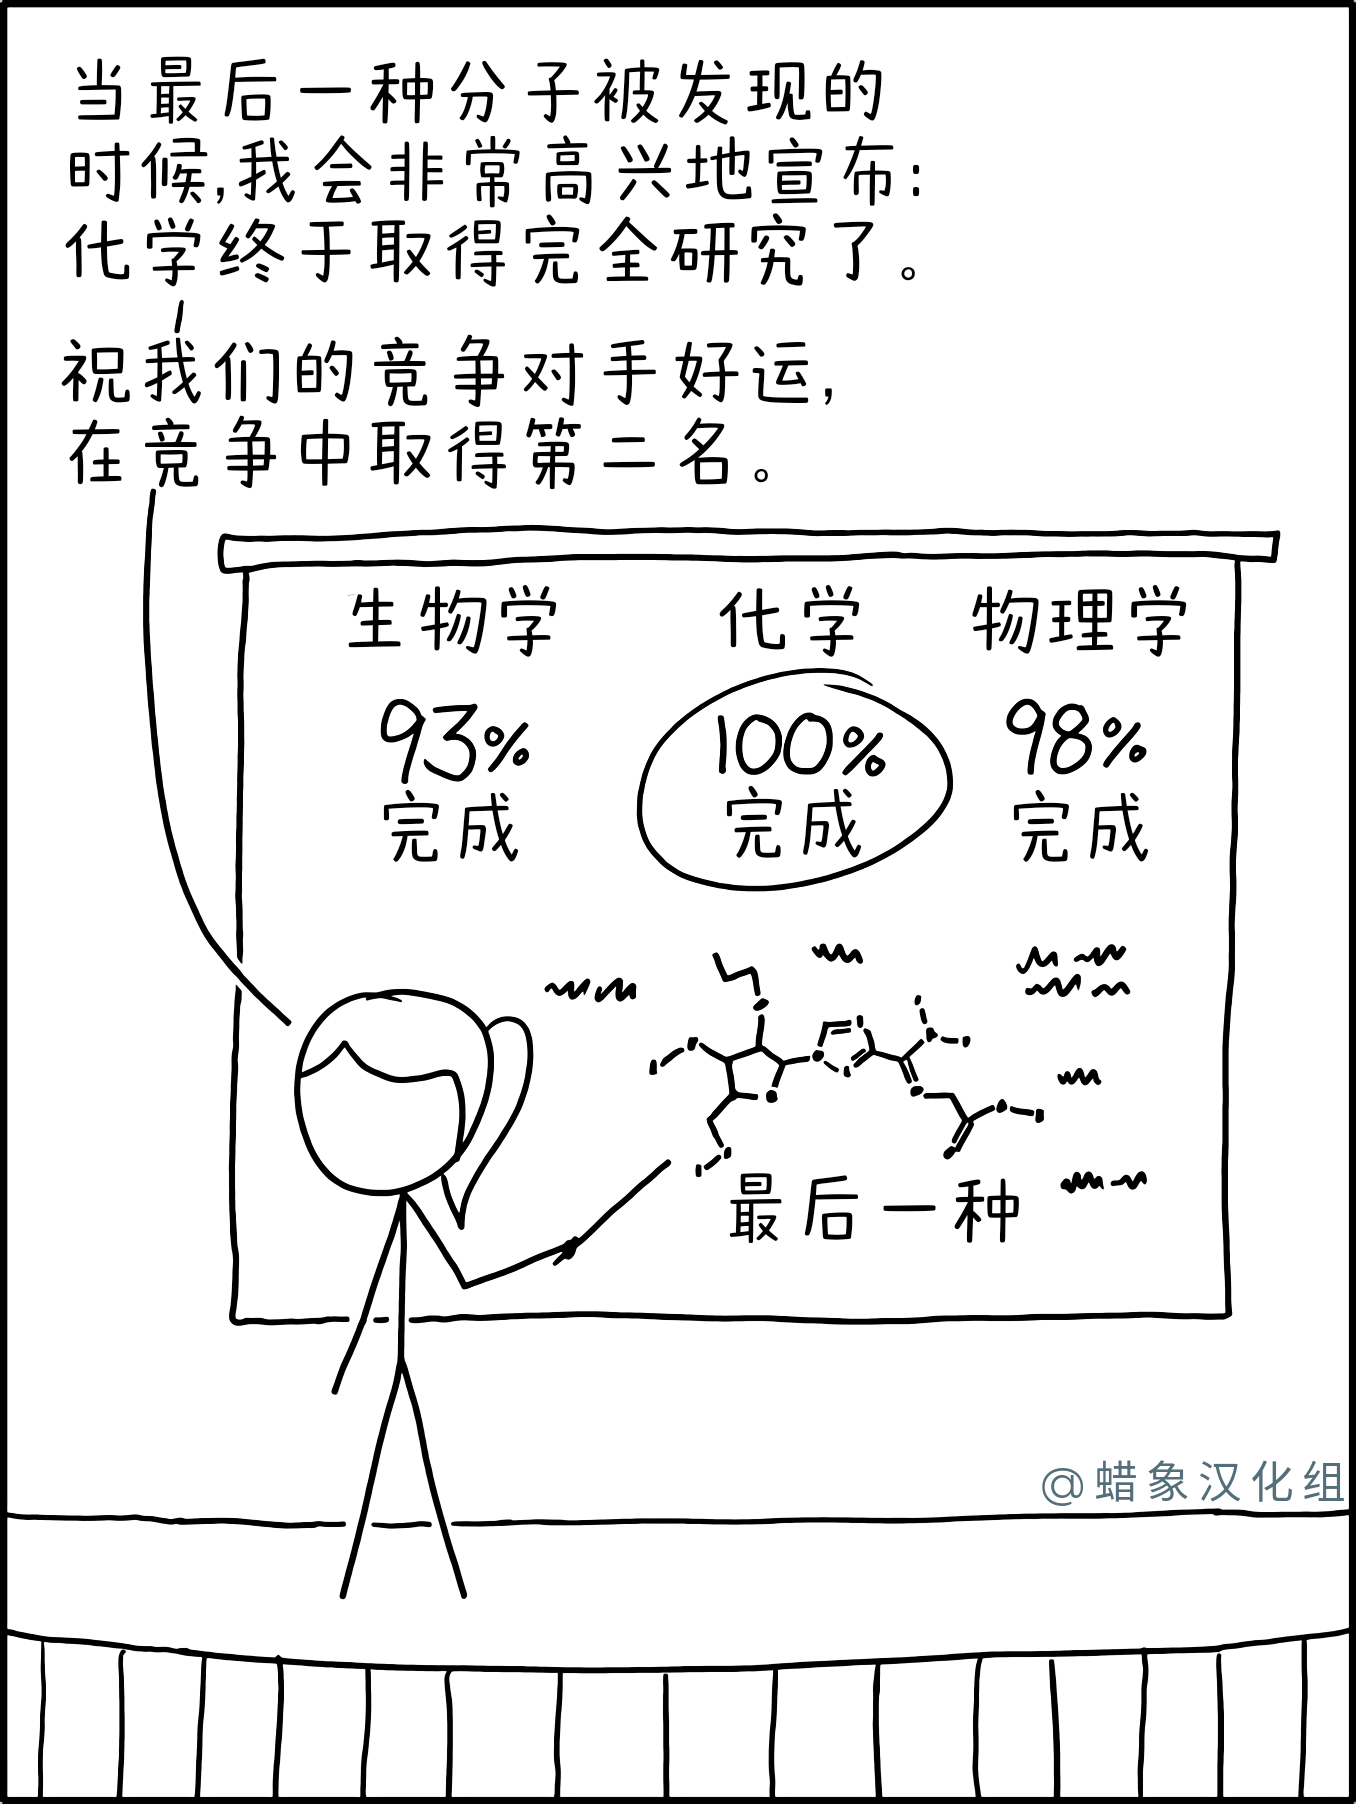 当最后一种分子被发现的
时候,我会非常高兴地宣布:
化学终于取得完全研究了。
祝我们的竞争对手好运,
在竞争中取得第二名。
生物学 化学 物理学
93% 100% 98%
完成 完成 完成
最后一种
@蜡象汉化组